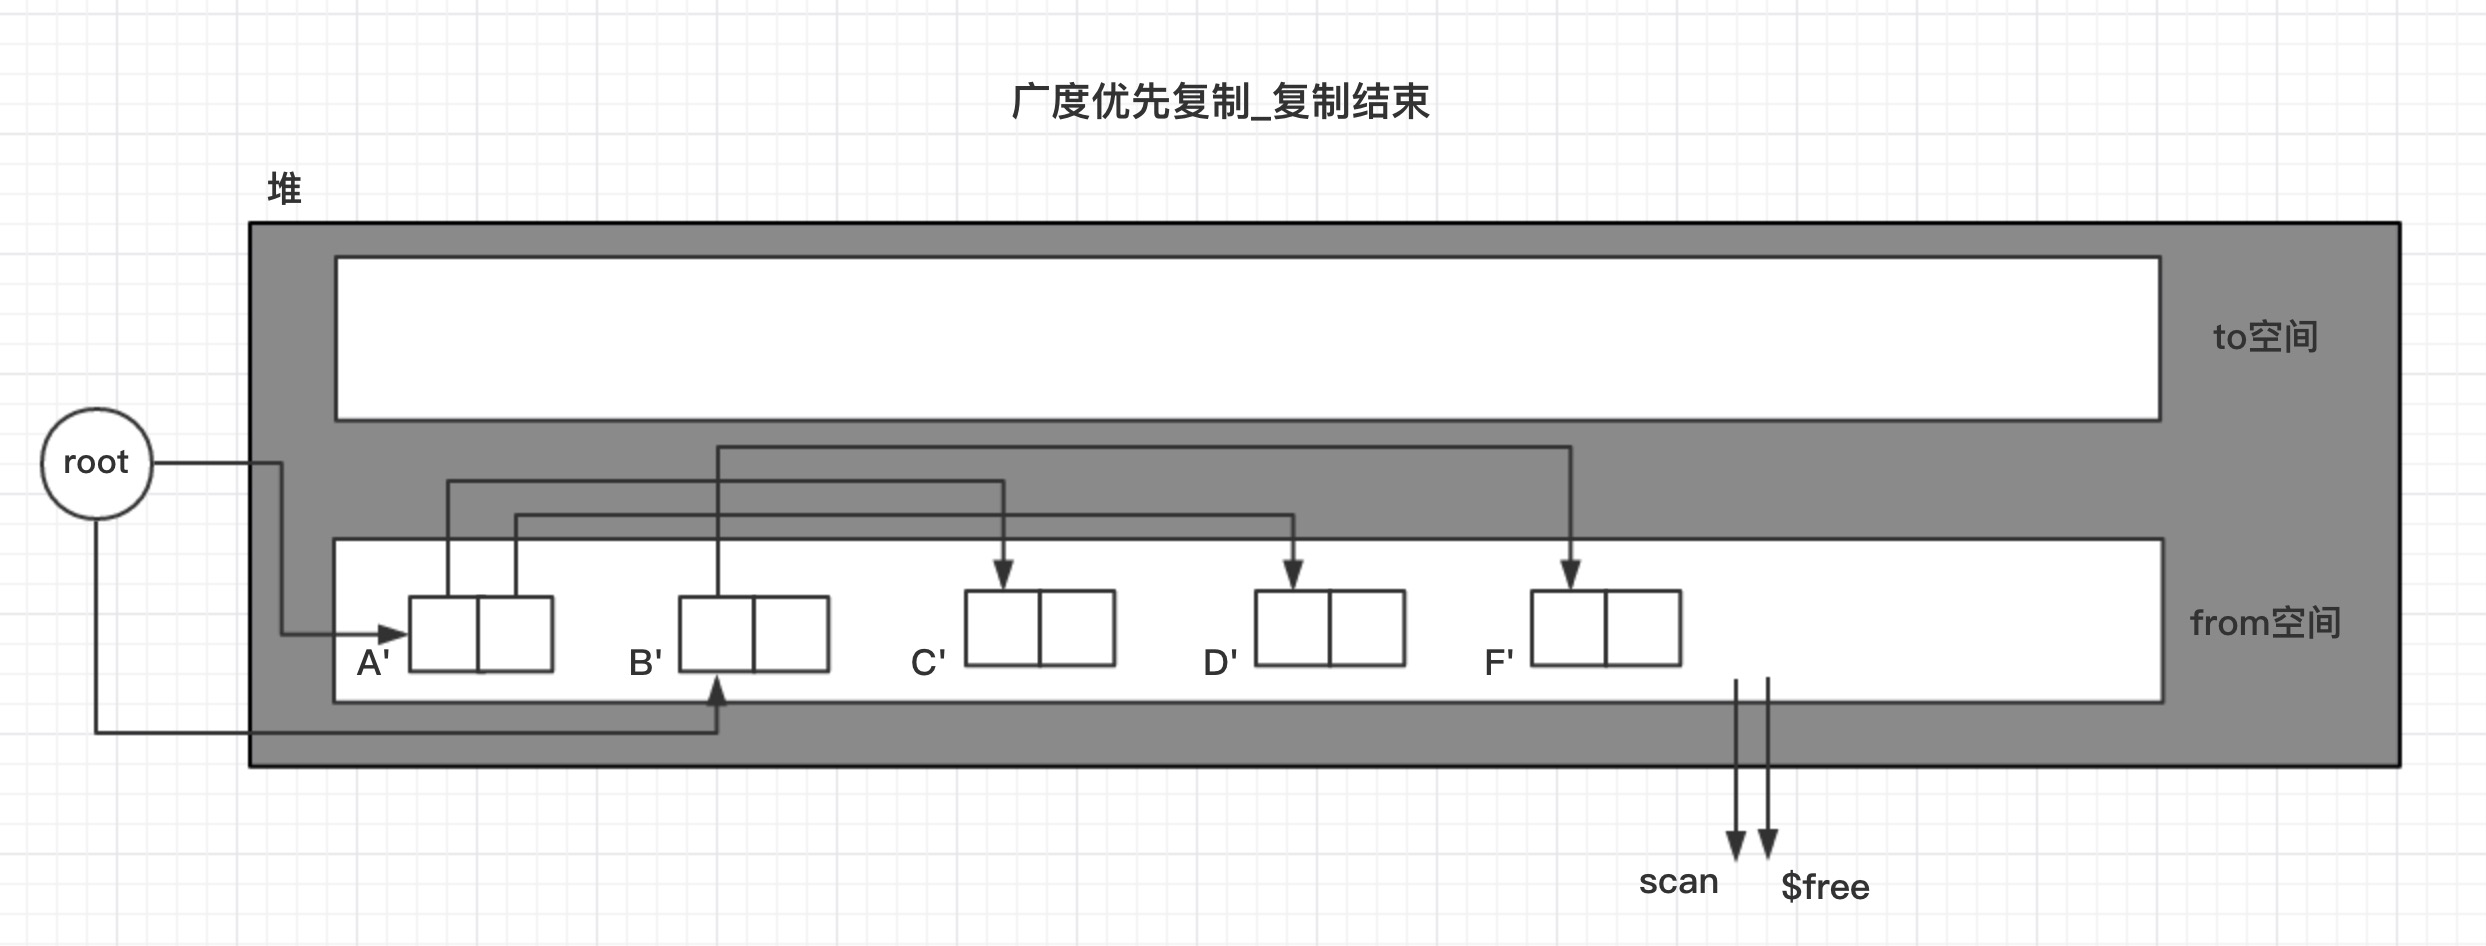 广度优先复制_复制结束
堆
to空间
root
A'
B'
C'
D'
F'
from空间
scan
$free